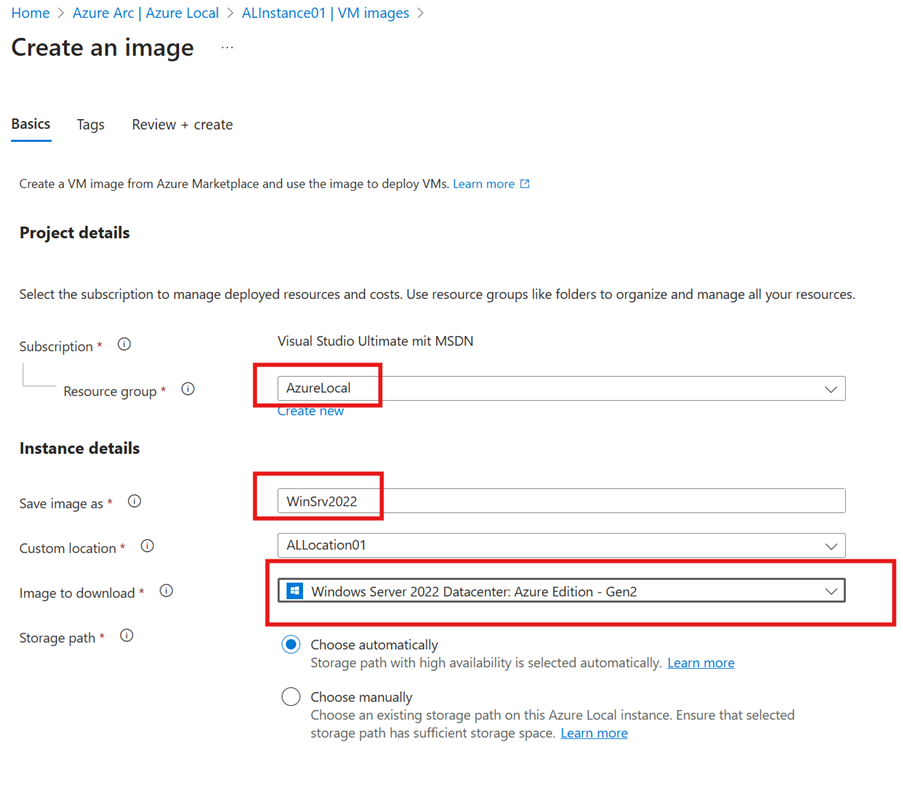 Home > Azure Arc | Azure Local > ALInstance01 | VM images >
Create an image ...
Basics Tags Review + create
Create a VM image from Azure Marketplace and use the image to deploy VMs. Learn more
Project details
Select the subscription to manage deployed resources and costs. Use resource groups like folders to organize and manage all your resources.
Subscription * Visual Studio Ultimate mit MSDN
Resource group * AzureLocal
Create new
Instance details
Save image as * WinSrv2022
Custom location * ALLocation01
Image to download * Windows Server 2022 Datacenter: Azure Edition - Gen2
Storage path * Choose automatically
Storage path with high availability is selected automatically. Learn more
Choose manually
Choose an existing storage path on this Azure Local instance. Ensure that selected
storage path has sufficient storage space. Learn more